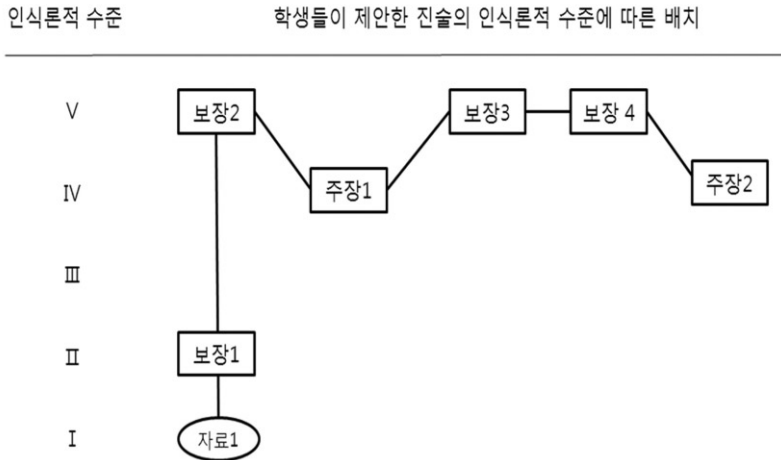 인식론적 수준
학생들이 제안한 진술의 인식론적 수준에 따른 배치
Ⅴ
보장2
보장3
보장 4
Ⅳ
주장1
주장2
Ⅲ
Ⅱ
보장1
Ⅰ
자료1